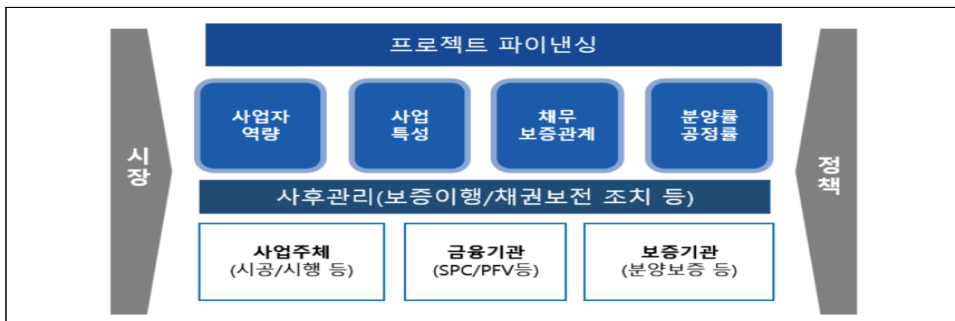 프로젝트 파이낸싱
사업자
역량
사업
특성
채무
보증관계
분양률
공정률
시장
정책
사후관리(보증이행/채권보전 조치 등)
사업주체
(시공/시행 등)
금융기관
(SPC/PFV등)
보증기관
(분양보증 등)